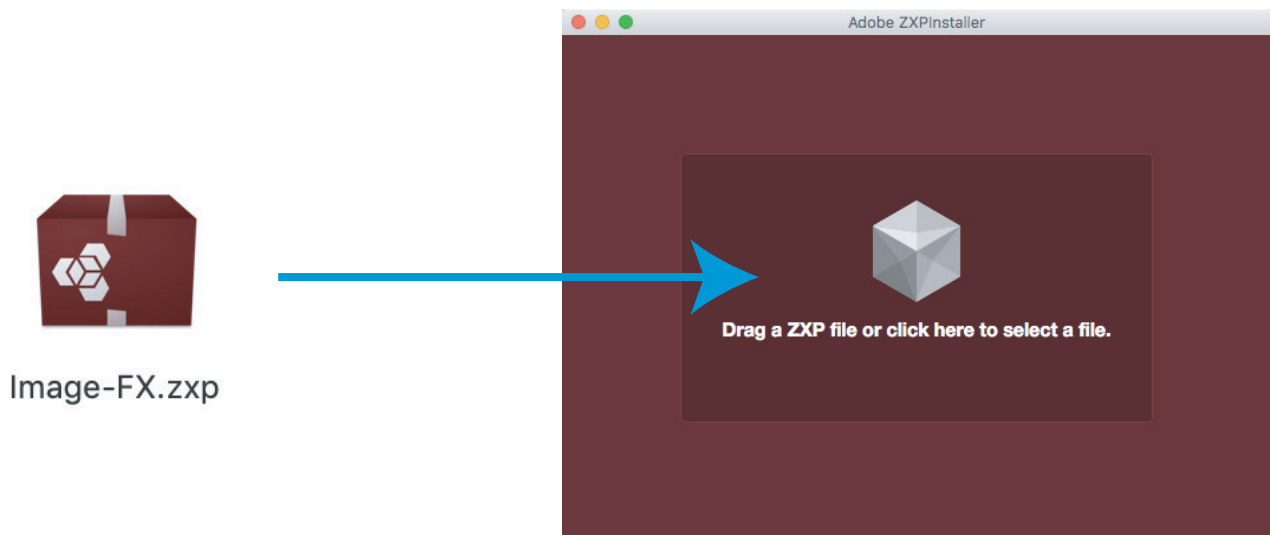 Adobe ZXPInstaller
Drag a ZXP file or click here to select a file.
Image-FX.zxp